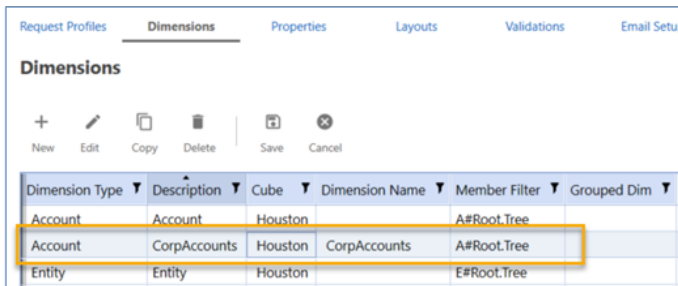 Request Profiles Dimensions Properties Layouts Validations Email Setu
Dimensions
New Edit Copy Delete Save Cancel
Dimension Type Description Cube Dimension Name Member Filter Grouped Dim
Account Account Houston A#Root.Tree
Account CorpAccounts Houston CorpAccounts A#Root.Tree
Entity Entity Houston E#Root.Tree